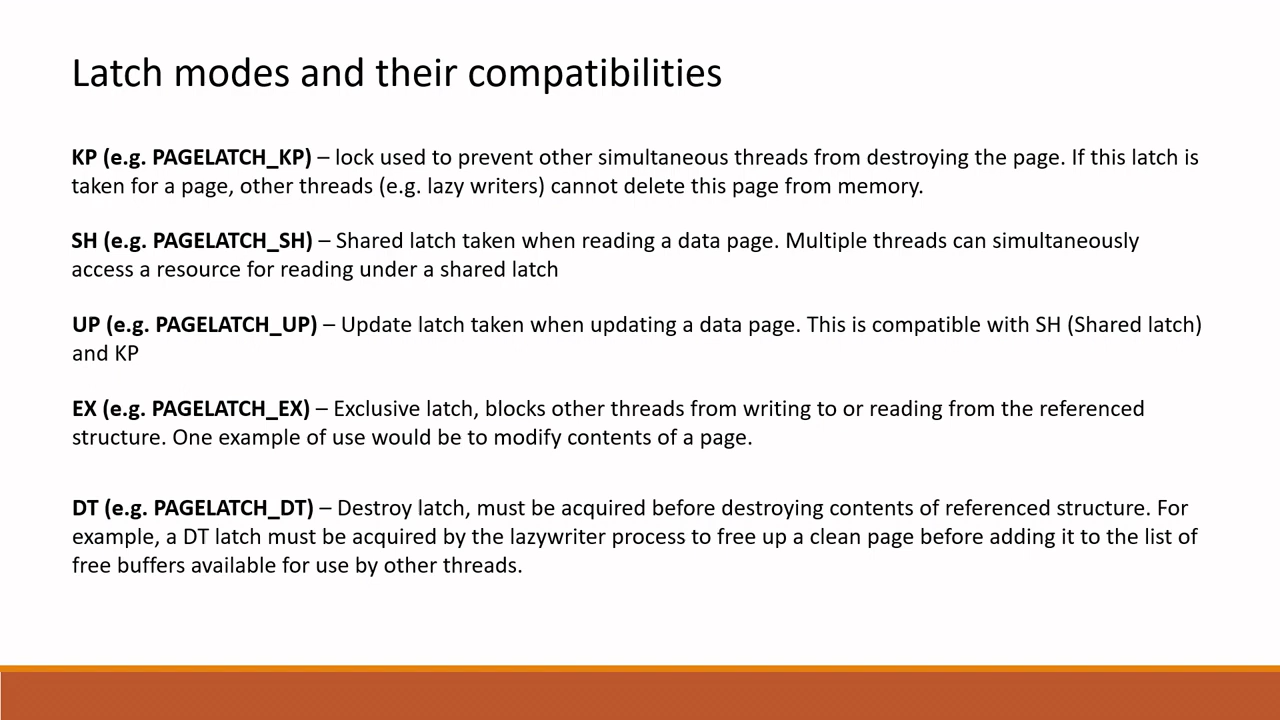 Latch modes and their compatibilities
KP (e.g. PAGELATCH_KP) – lock used to prevent other simultaneous threads from destroying the page. If this latch is
taken for a page, other threads (e.g. lazy writers) cannot delete this page from memory.
SH (e.g. PAGELATCH_SH) – Shared latch taken when reading a data page. Multiple threads can simultaneously
access a resource for reading under a shared latch
UP (e.g. PAGELATCH_UP) – Update latch taken when updating a data page. This is compatible with SH (Shared latch)
and KP
EX (e.g. PAGELATCH_EX) – Exclusive latch, blocks other threads from writing to or reading from the referenced
structure. One example of use would be to modify contents of a page.
DT (e.g. PAGELATCH_DT) – Destroy latch, must be acquired before destroying contents of referenced structure. For
example, a DT latch must be acquired by the lazywriter process to free up a clean page before adding it to the list of
free buffers available for use by other threads.